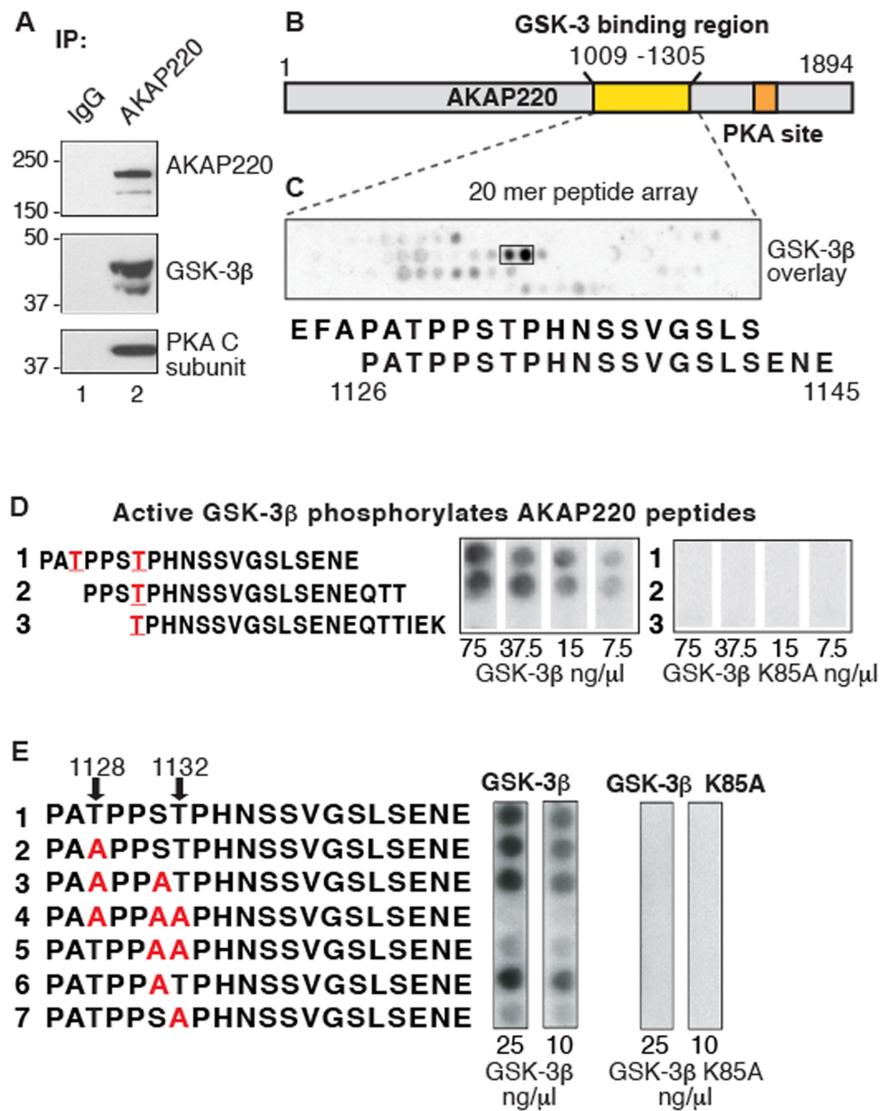 A
IP:
IgG
AKAP220
250
150
AKAP220
50
37
GSK-3β
37
PKA C
subunit
1 2
B
GSK-3 binding region
1009 -1305
1
1894
AKAP220
PKA site
C
20 mer peptide array
GSK-3β
overlay
EFAPATPPSTPHNSSVGSLS
PATPPSTPHNSSVGSLSENE
1126
1145
D
Active GSK-3β phosphorylates AKAP220 peptides
1 PATPPSTPHNSSVGSLSENE
2 PPSTPHNSSVGSLSENEQTT
3 TPHNSSVGSLSENEQTTIEK
1
2
3
75 37.5 15 7.5
GSK-3β ng/µl
75 37.5 15 7.5
GSK-3β K85A ng/µl
E
1128 1132
1 PATPPSTPHNSSVGSLSENE
2 PAAPPSTPHNSSVGSLSENE
3 PAAPPATPHNSSVGSLSENE
4 PAAPPAAPHNSSVGSLSENE
5 PATPPAAPHNSSVGSLSENE
6 PATPPATPHNSSVGSLSENE
7 PATPPSAPHNSSVGSLSENE
GSK-3β
GSK-3β K85A
25 10
GSK-3β
ng/µl
25 10
GSK-3β K85A
ng/µl